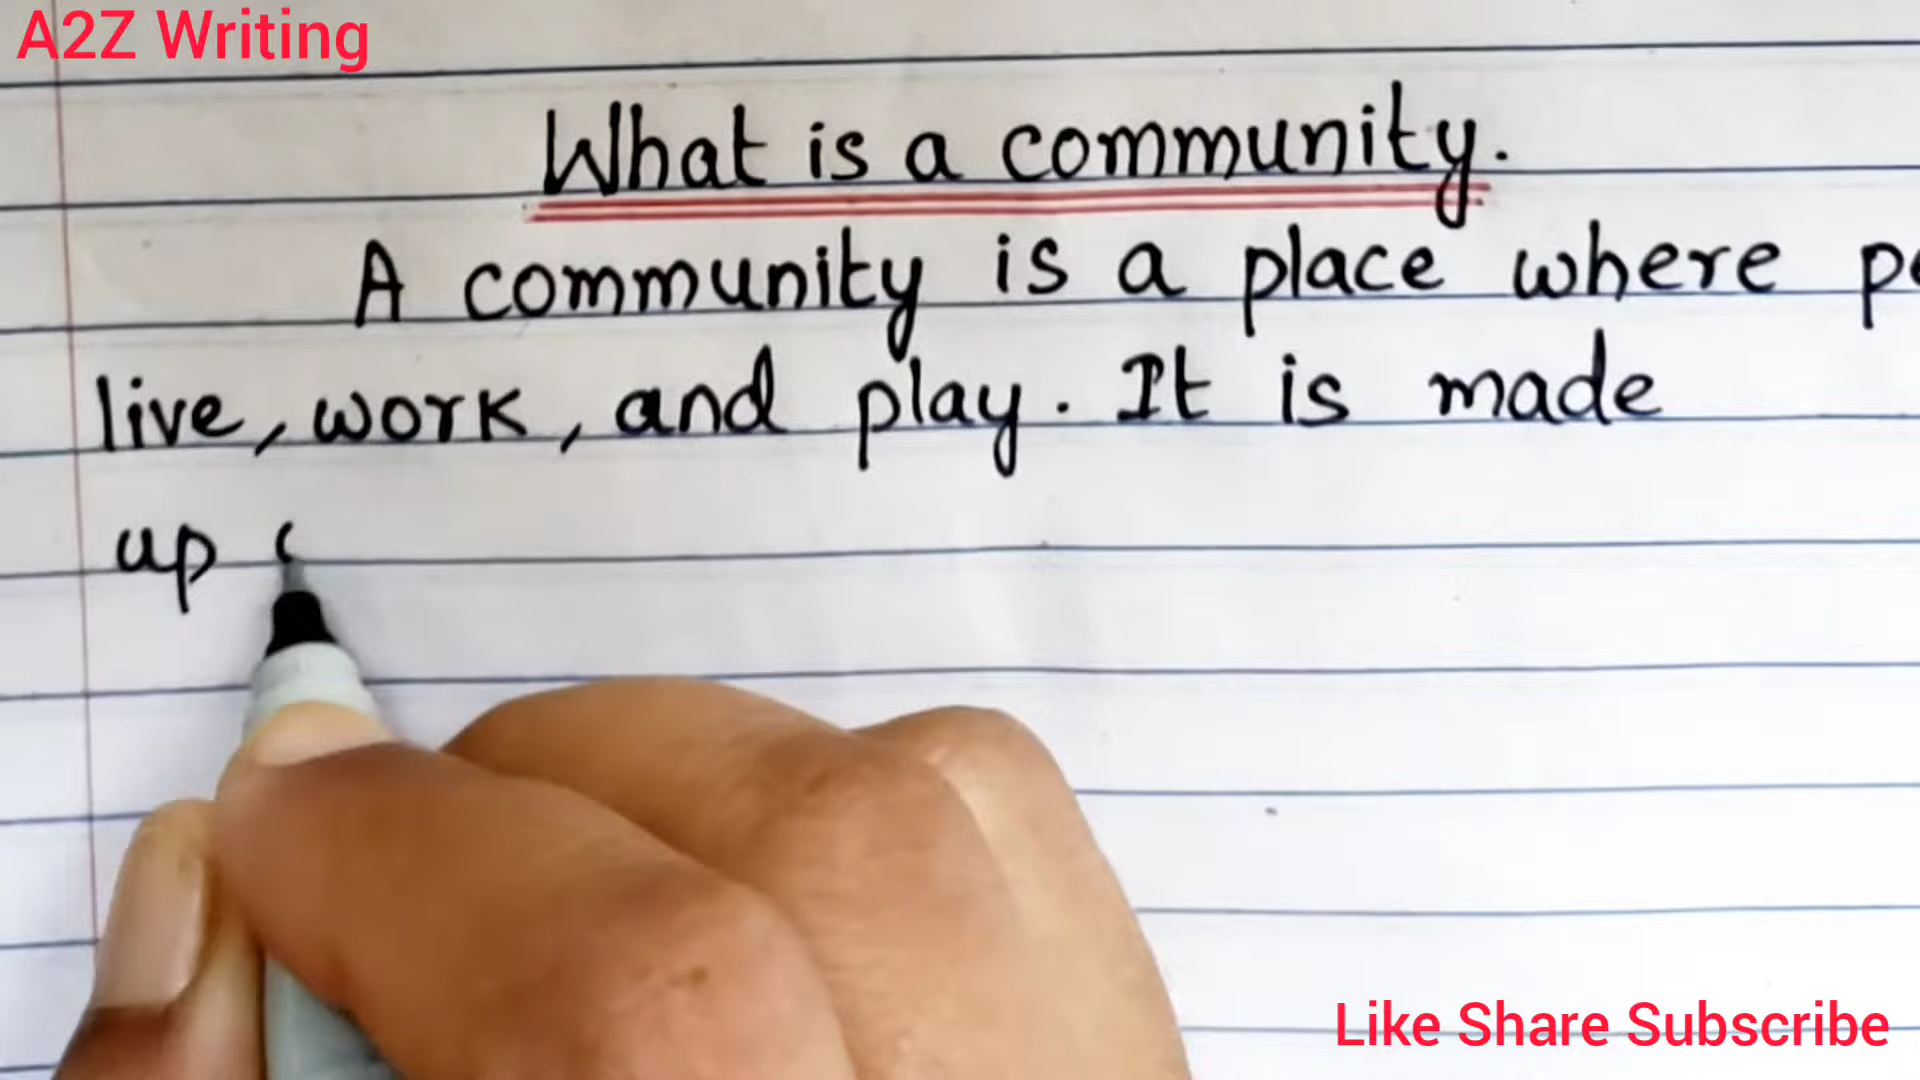 A2Z Writing
What is a community.
A community is a place where
live, work, and play. It is made
up
Like Share Subscribe